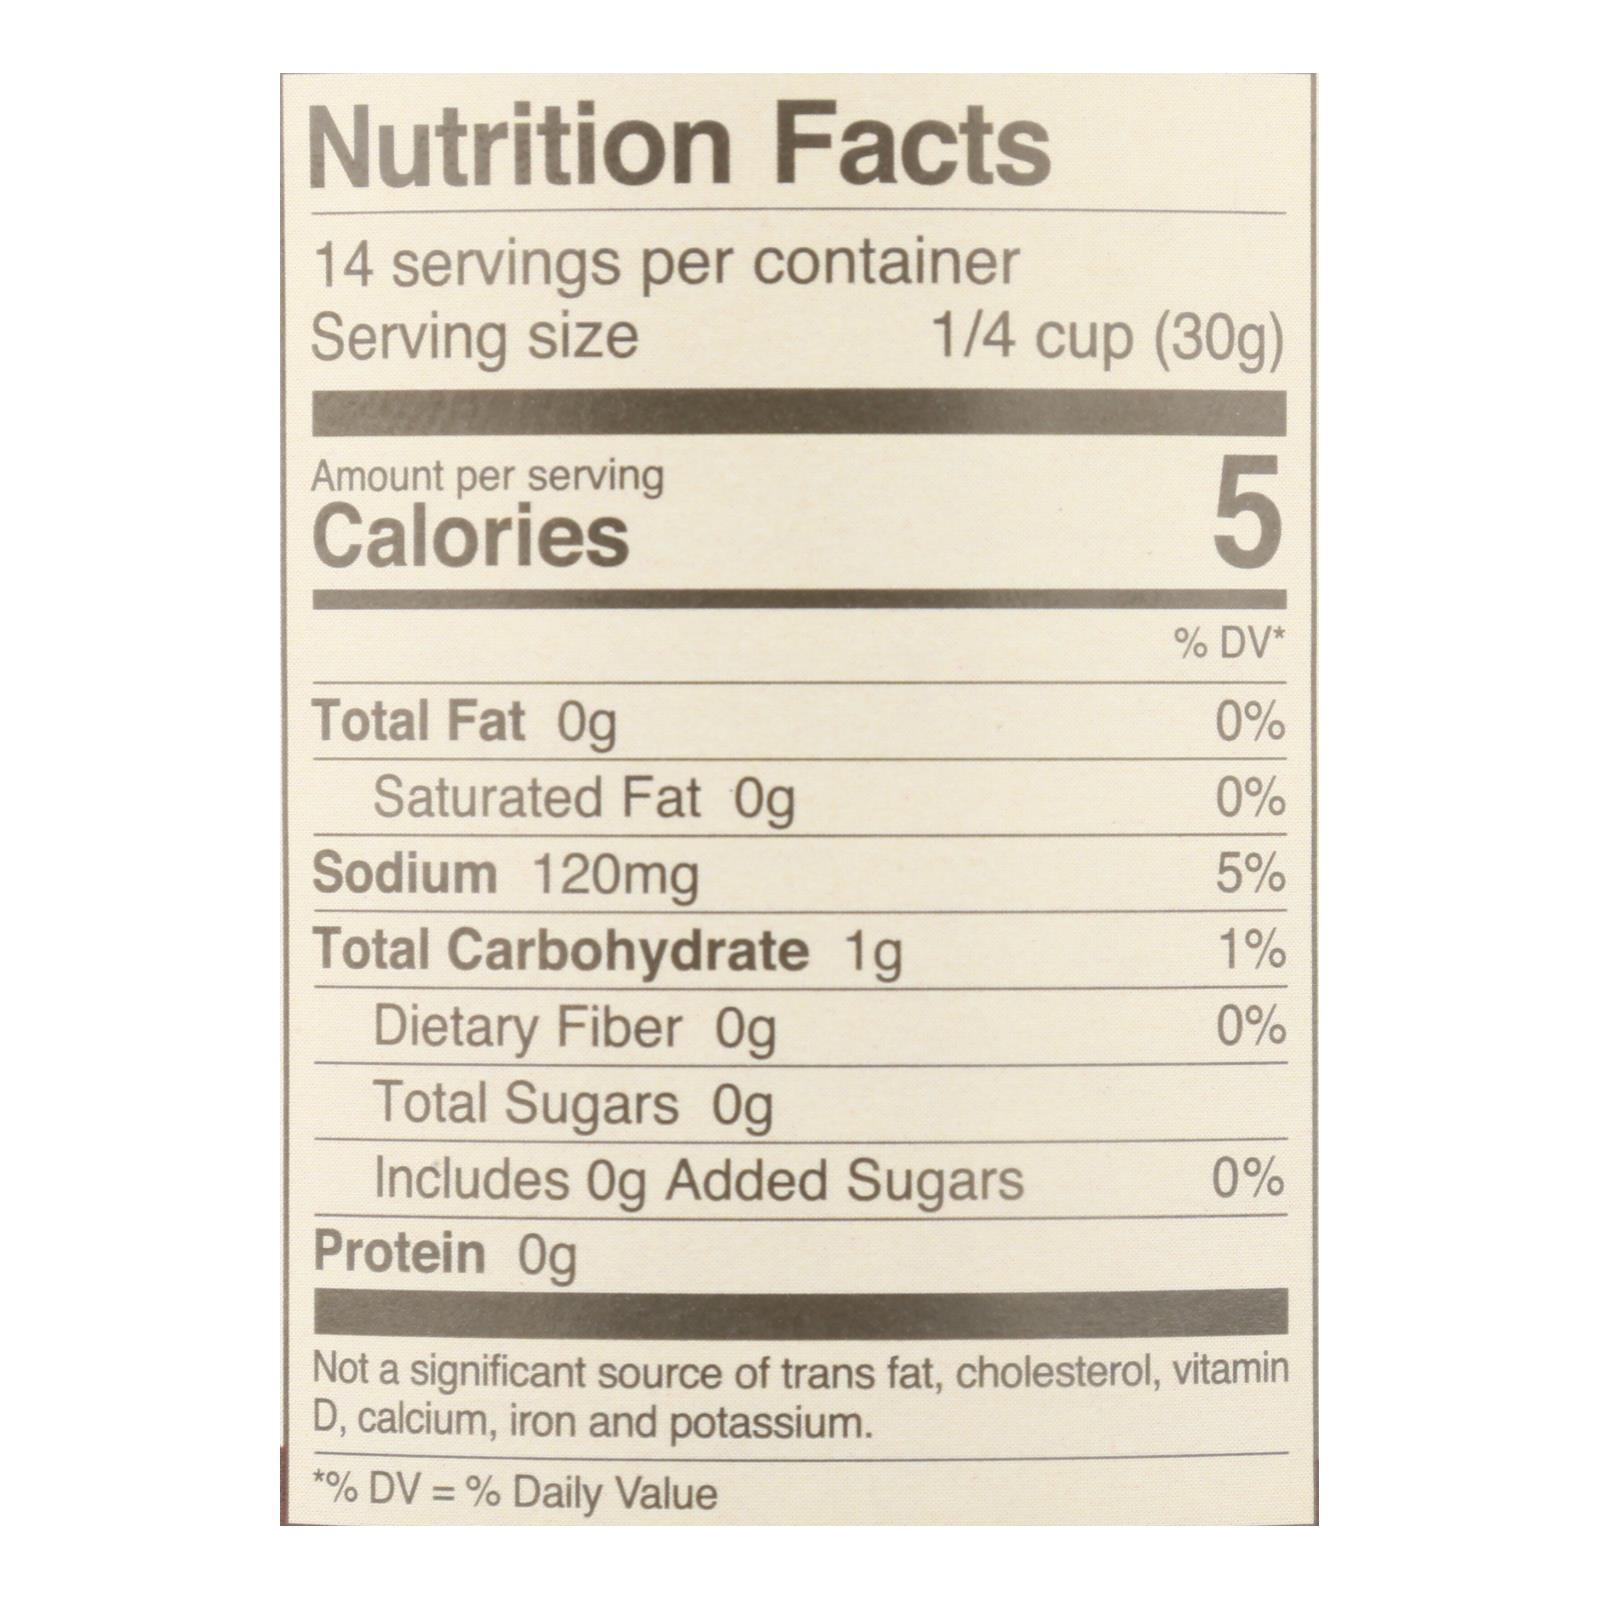 Nutrition Facts
14 servings per container
Serving size 1/4 cup (30g)
Amount per serving
Calories 5
% DV*
Total Fat 0g 0%
Saturated Fat 0g 0%
Sodium 120mg 5%
Total Carbohydrate 1g 1%
Dietary Fiber 0g 0%
Total Sugars 0g
Includes 0g Added Sugars 0%
Protein 0g
Not a significant source of trans fat, cholesterol, vitamin
D, calcium, iron and potassium.
*% DV = % Daily Value